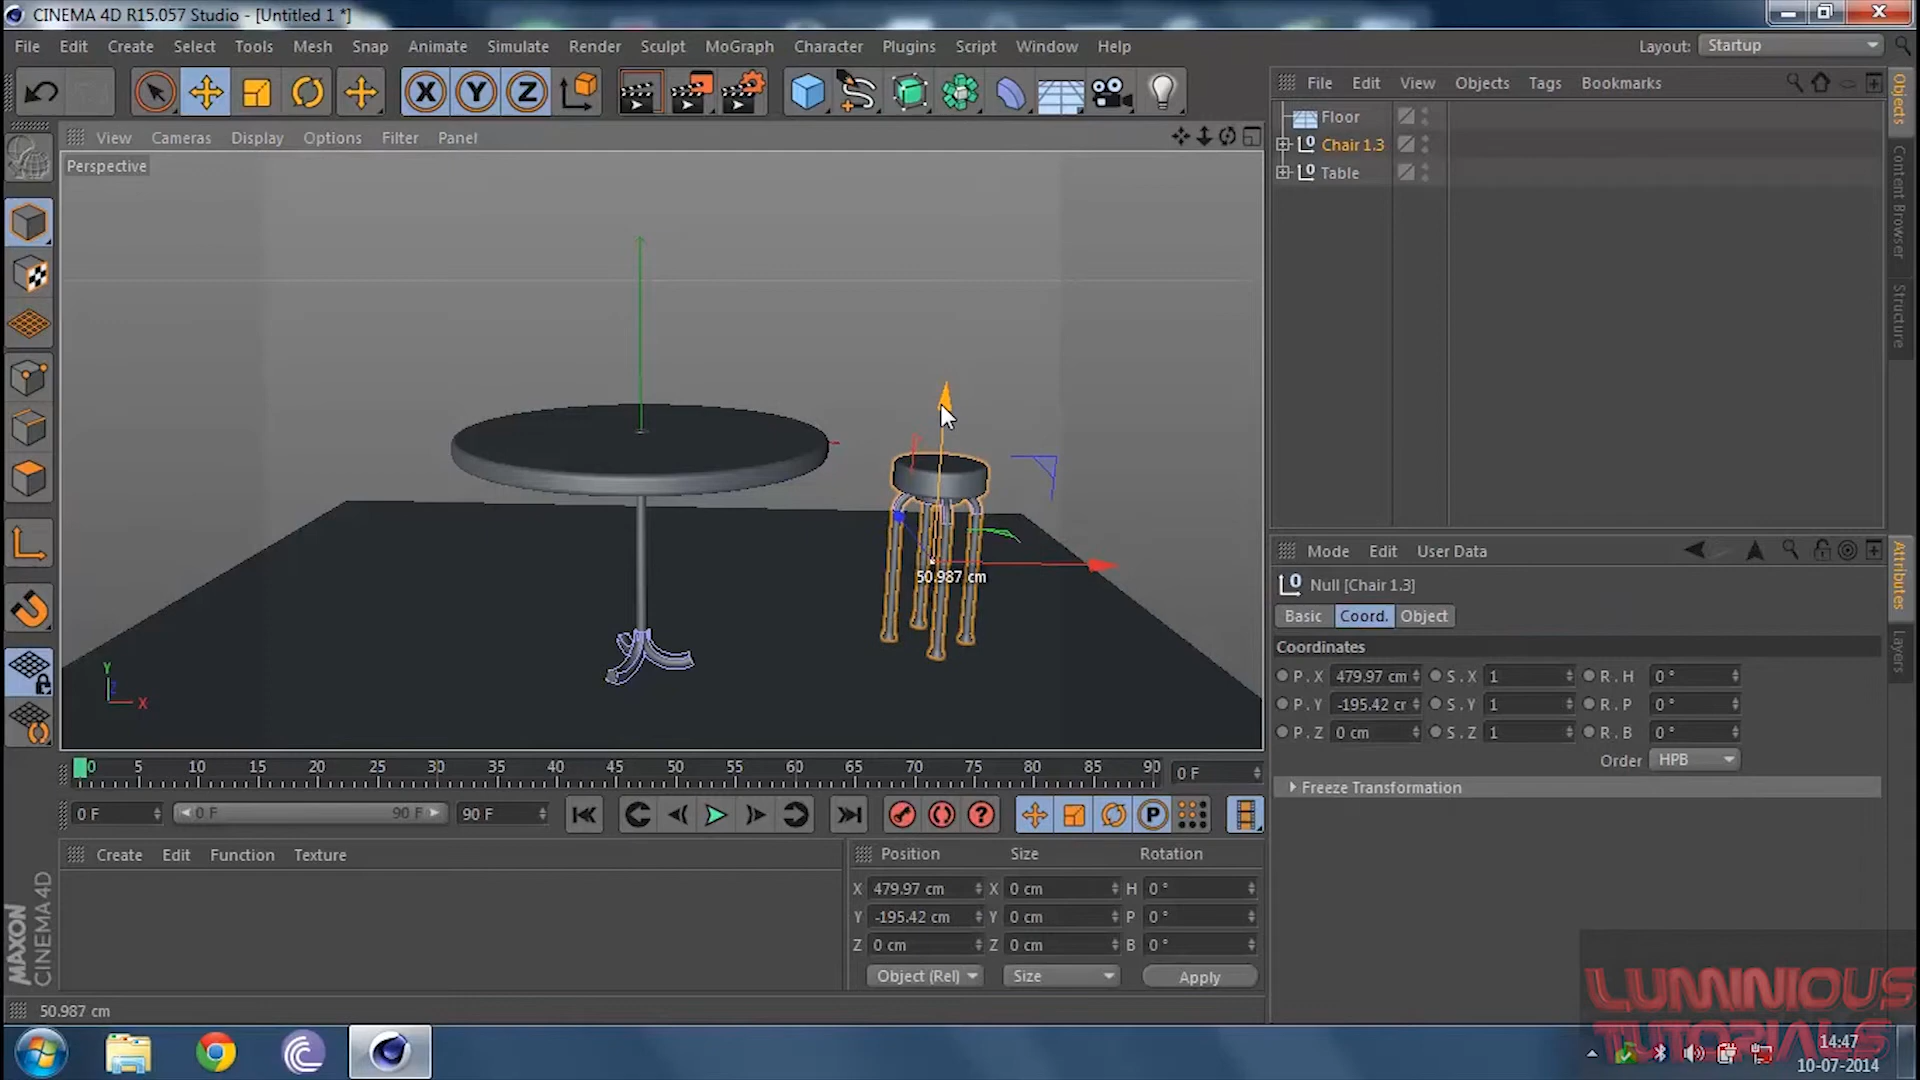 CINEMA 4D R15.057 Studio - [Untitled 1 *]
File Edit Create Select Tools Mesh Snap Animate Simulate Render Sculpt MoGraph Character Plugins Script Window Help
Layout: Startup
X Y Z
File Edit View Objects Tags Bookmarks
Objects
Content Browser
Structure
Floor
Chair 1.3
Table
View Cameras Display Options Filter Panel
Perspective
50.987 cm
Y
Z
X
Mode Edit User Data
Attributes
Layers
Null [Chair 1.3]
Basic Coord. Object
Coordinates
P . X 479.97 cm S . X 1 R . H 0 °
P . Y -195.42 cr S . Y 1 R . P 0 °
P . Z 0 cm S . Z 1 R . B 0 °
Order HPB
Freeze Transformation
0 5 10 15 20 25 30 35 40 45 50 55 60 65 70 75 80 85 90 0 F
0 F 0 F 90 F 90 F
? P
Create Edit Function Texture
Position Size Rotation
X 479.97 cm X 0 cm H 0 °
Y -195.42 cm Y 0 cm P 0 °
Z 0 cm Z 0 cm B 0 °
Object (Rel) Size Apply
MAXON
CINEMA 4D
50.987 cm
LUMINIOUS
TUTORIALS
14:47
10-07-2014